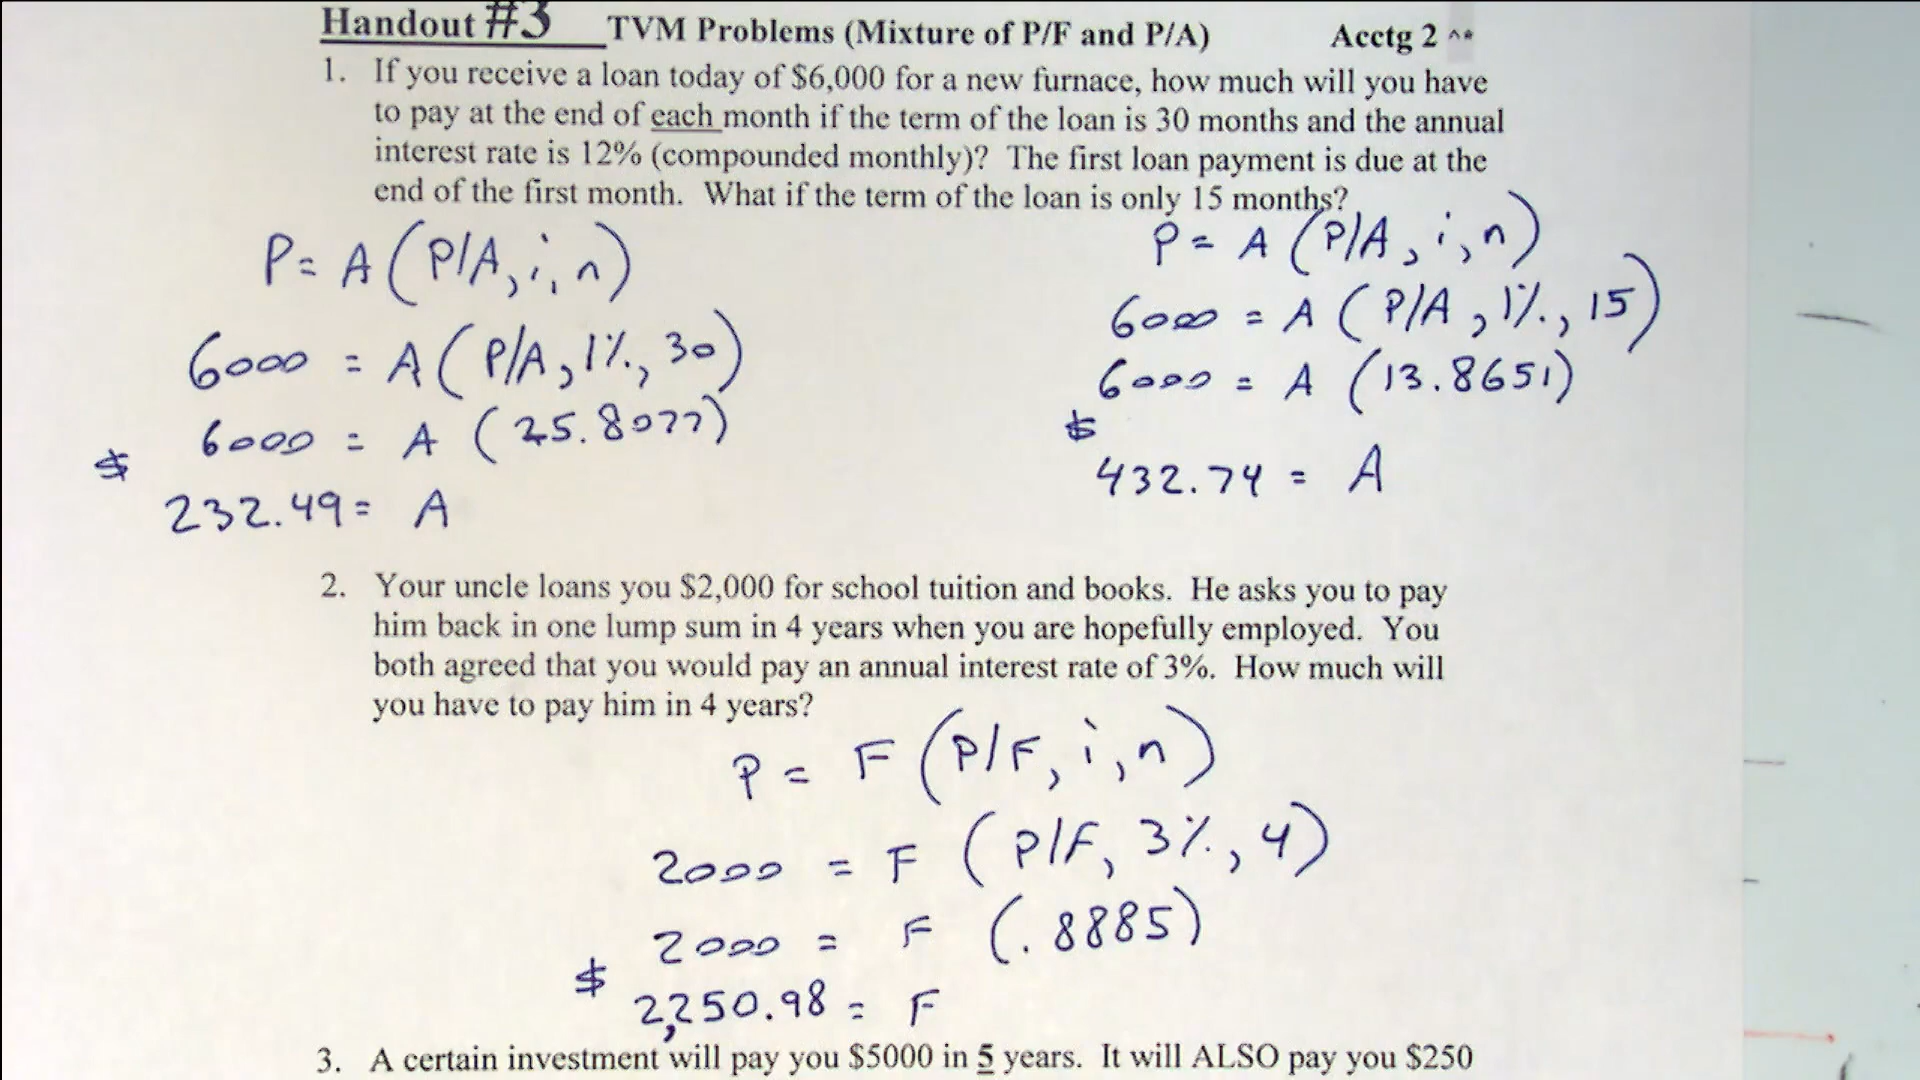 Handout #3 TVM Problems (Mixture of P/F and P/A) Acctg 2 ^*
1. If you receive a loan today of $6,000 for a new furnace, how much will you have
to pay at the end of each month if the term of the loan is 30 months and the annual
interest rate is 12% (compounded monthly)? The first loan payment is due at the
end of the first month. What if the term of the loan is only 15 months?
P = A (P/A, i, n)
6000 = A (P/A, 1%, 30)
6000 = A (25.8077)
$ 232.49 = A
P = A (P/A, i, n)
6000 = A (P/A, 1%, 15)
6000 = A (13.8651)
$ 432.74 = A
2. Your uncle loans you $2,000 for school tuition and books. He asks you to pay
him back in one lump sum in 4 years when you are hopefully employed. You
both agreed that you would pay an annual interest rate of 3%. How much will
you have to pay him in 4 years?
P = F (P/F, i, n)
2000 = F (P/F, 3%, 4)
2000 = F (.8885)
$ 2,250.98 = F
3. A certain investment will pay you $5000 in 5 years. It will ALSO pay you $250